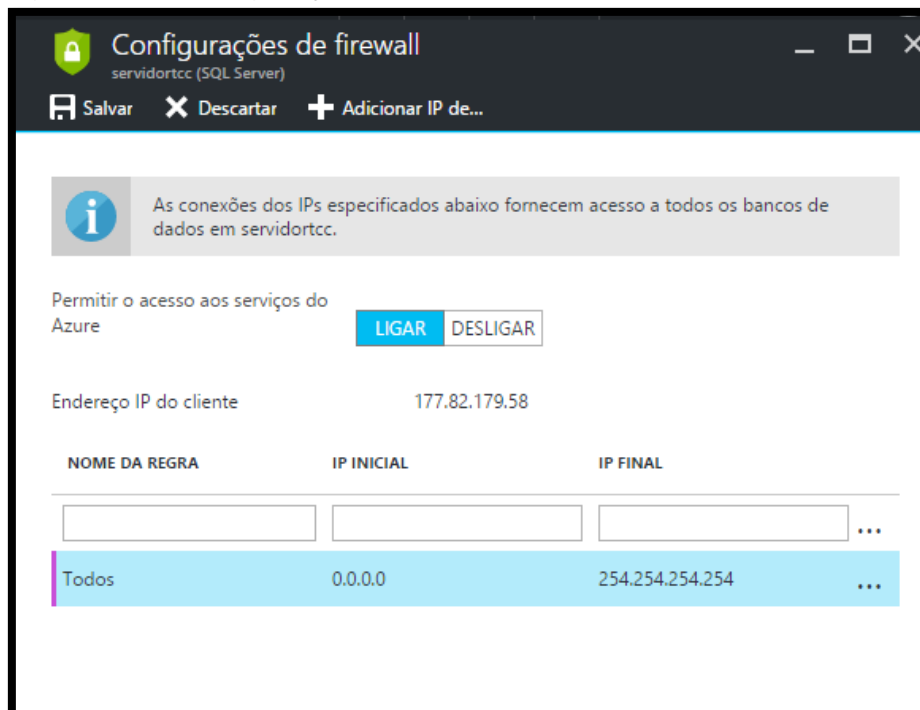 Configurações de firewall
servidortcc (SQL Server)
Salvar Descartar Adicionar IP de...
As conexões dos IPs especificados abaixo fornecem acesso a todos os bancos de
dados em servidortcc.
Permitir o acesso aos serviços do
Azure
LIGAR DESLIGAR
Endereço IP do cliente 177.82.179.58
NOME DA REGRA IP INICIAL IP FINAL
...
Todos 0.0.0.0 254.254.254.254 ...